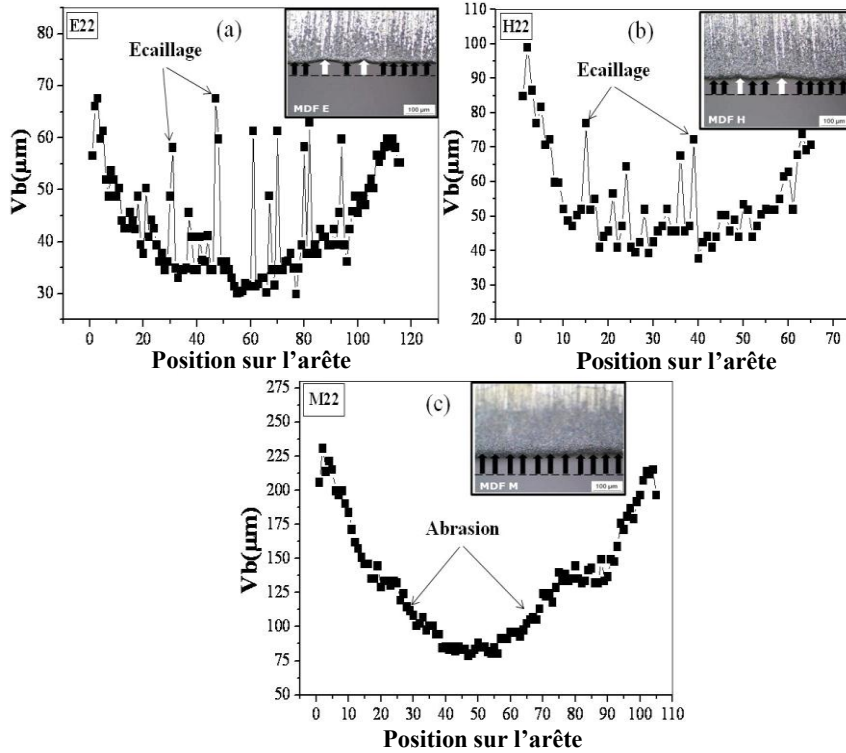 E22
(a)
Ecaillage
MDF E
100 µm
Vb(µm)
80
70
60
50
40
30
0
20
40
60
80
100
120
Position sur l'arête
H22
(b)
Ecaillage
MDF H
100 µm
110
100
90
80
70
60
50
40
30
20
0
10
20
30
40
50
60
70
Position sur l'arête
M22
(c)
Abrasion
MDF M
100 µm
Vb(µm)
275
250
225
200
175
150
125
100
75
50
0
10
20
30
40
50
60
70
80
90
100
110
Position sur l'arête